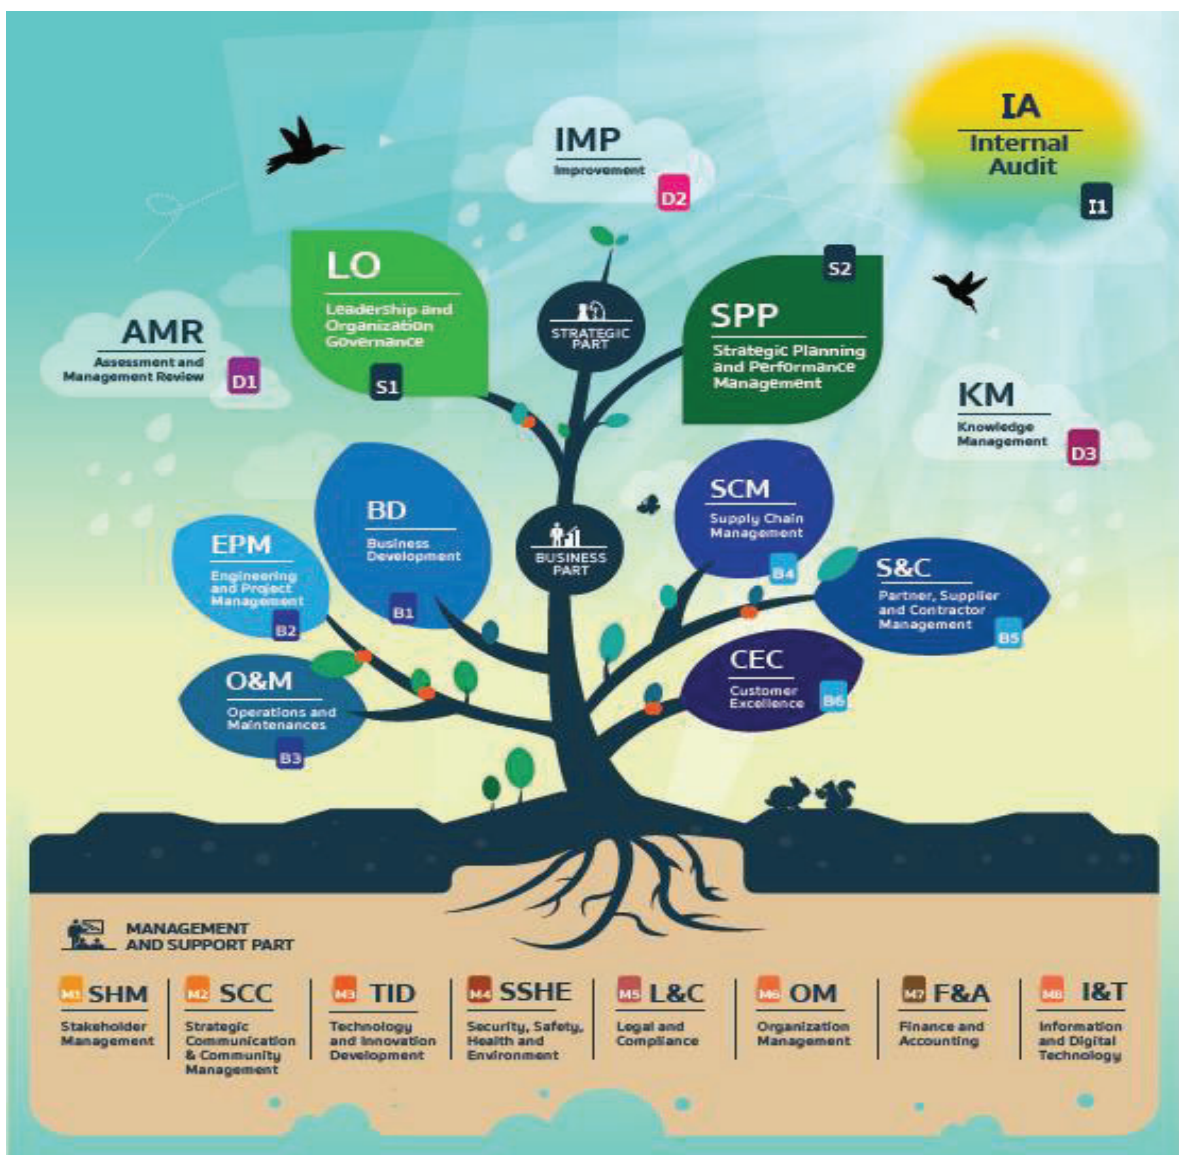 IMP
Improvement
D2
IA
Internal
Audit
I1
LO
Leadership and
Organization
Governance
S1
STRATEGIC
PART
S2
SPP
Strategic Planning
and Performance
Management
AMR
Assessment and
Management Review
D1
KM
Knowledge
Management
D3
BD
Business
Development
B1
BUSINESS
PART
SCM
Supply Chain
Management
B4
EPM
Engineering
and Project
Management
B2
S&C
Partner, Supplier
and Contractor
Management
B5
O&M
Operations and
Maintenances
B3
CEC
Customer
Excellence
B6
MANAGEMENT
AND SUPPORT PART
M1 SHM
Stakeholder
Management
M2 SCC
Strategic
Communication
& Community
Management
M3 TID
Technology
and Innovation
Development
M4 SSHE
Security, Safety,
Health and
Environment
M5 L&C
Legal and
Compliance
M6 OM
Organization
Management
M7 F&A
Finance and
Accounting
M8 I&T
Information
and Digital
Technology